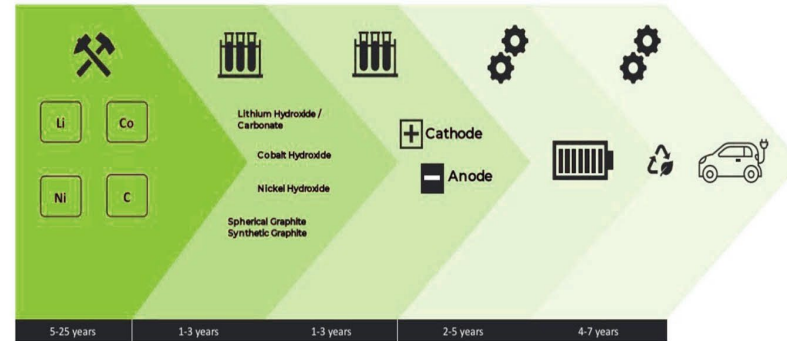 Li
Co
Ni
C
Lithium Hydroxide /
Carbonate
Cobalt Hydroxide
Nickel Hydroxide
Spherical Graphite
Synthetic Graphite
+ Cathode
- Anode
5-25 years
1-3 years
1-3 years
2-5 years
4-7 years